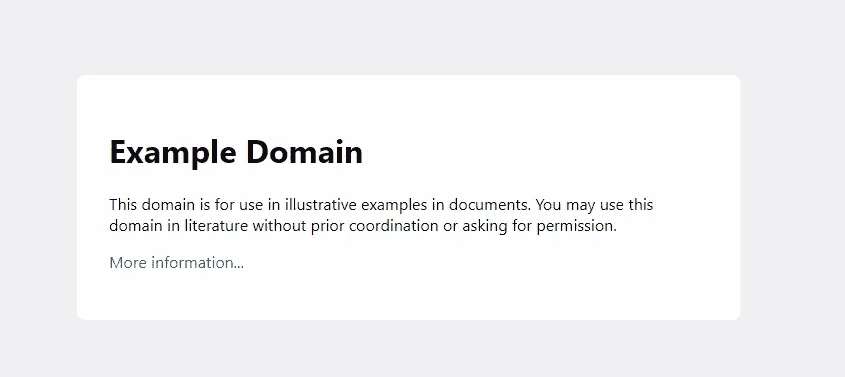 Example Domain
This domain is for use in illustrative examples in documents. You may use this
domain in literature without prior coordination or asking for permission.
More information...